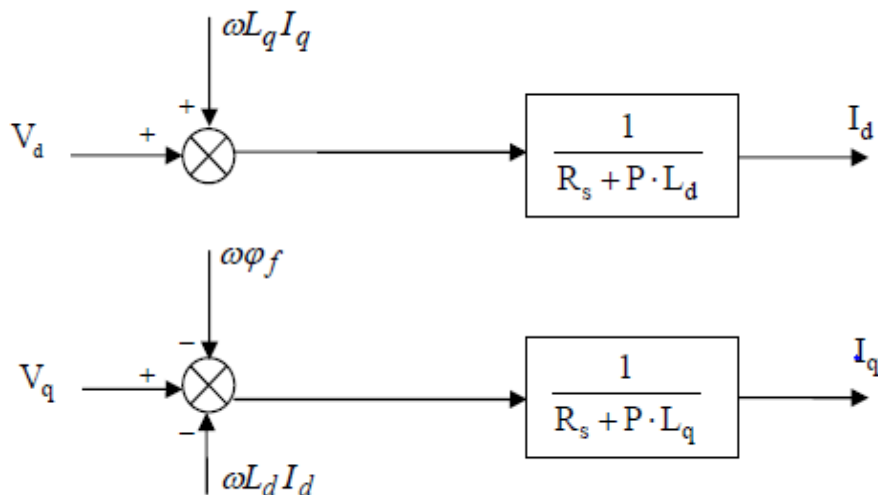 ωL_q I_q
+
V_d + 1 / (R_s + P · L_d) I_d
ωφ_f
−
V_q + 1 / (R_s + P · L_q) I_q
−
ωL_d I_d